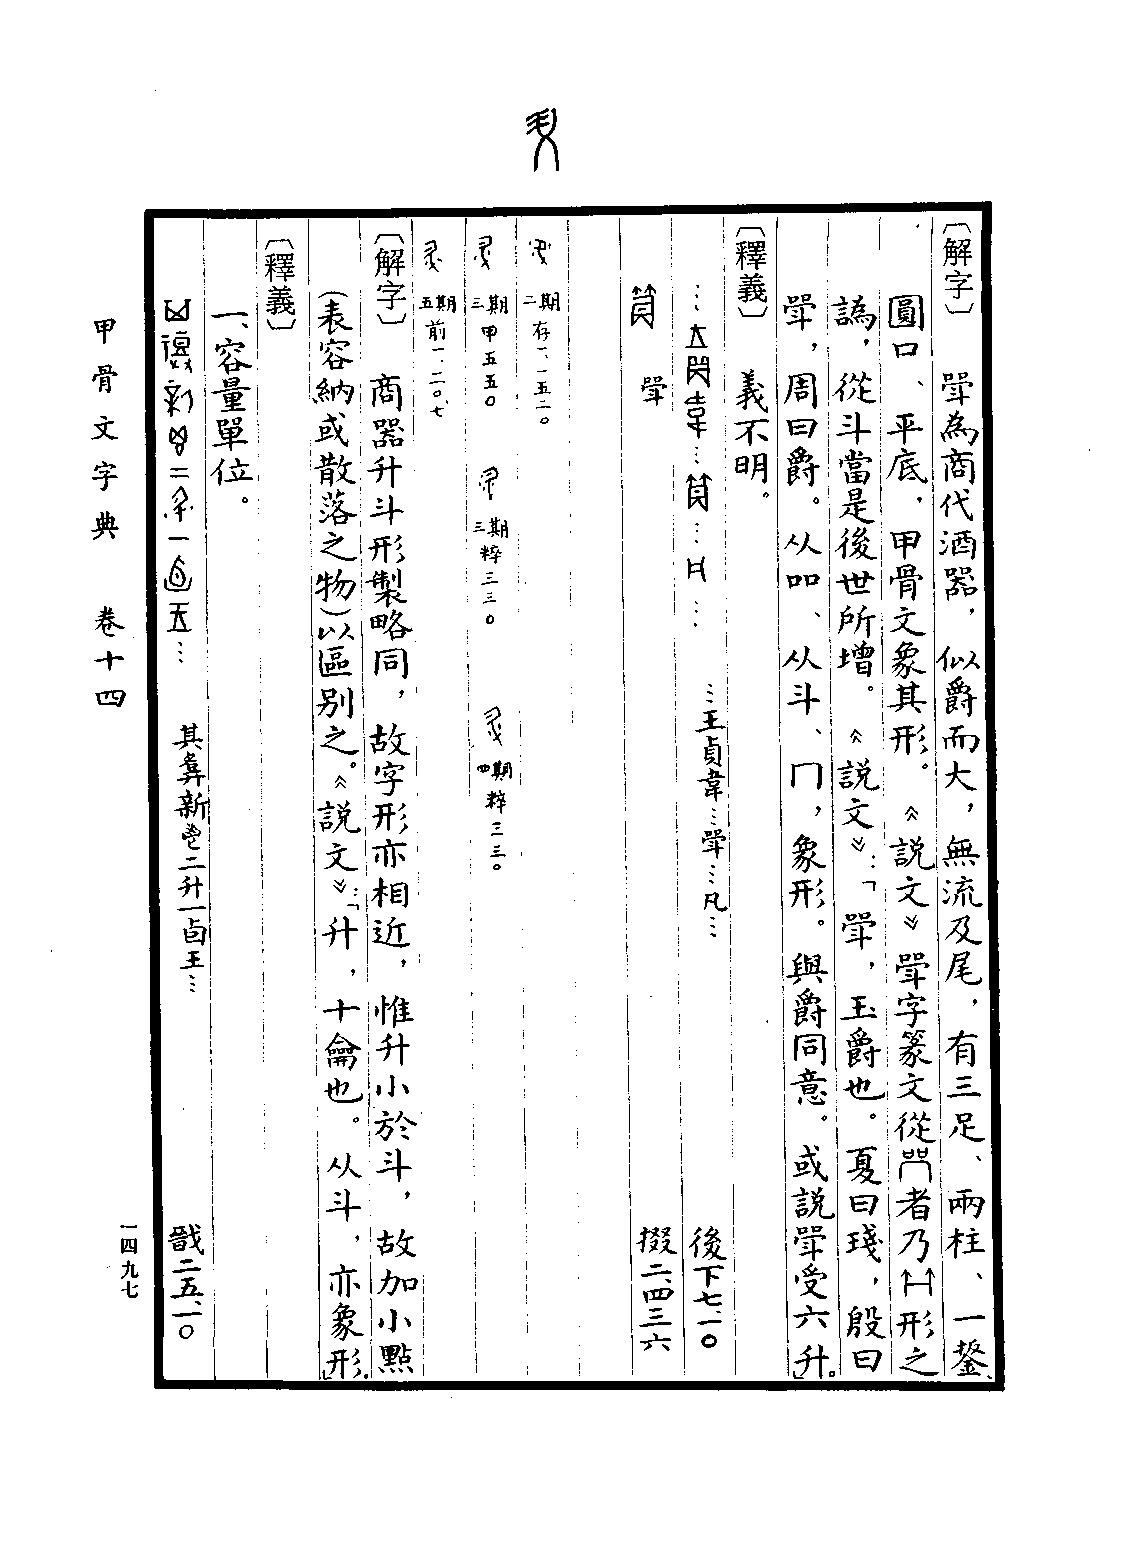 〔解字〕 斝為商代酒器，似爵而大，無流及尾，有三足、兩柱、一鋬、
圓口、平底，甲骨文象其形。《說文》斝字篆文從者乃形之
譌，從斗當是後世所增。《說文》：「斝，玉爵也。夏曰琖，殷曰
斝，周曰爵。从吅、从斗、冂，象形。與爵同意。或說斝受六升。」
〔釋義〕 義不明。
…王貞韋…斝…凡… 後下七．一〇
斝 掇二．四三六
二期 存一．一五二〇
三期 甲五五〇 三期 粹三三〇 四期 粹三三〇
五期 前一．二〇．七
〔解字〕 商器升斗形製略同，故字形亦相近，惟升小於斗，故加小點
（表容納或散落之物）以區別之。《說文》：「升，十龠也。从斗，亦象形。」
〔釋義〕
一、容量單位。
其彝新鬯二升一卣王… 戩二五．一〇
甲骨文字典 卷十四
一四九七